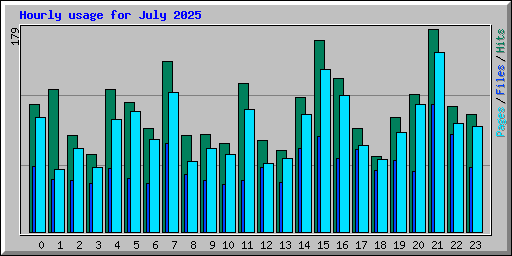 Hourly usage for July 2025
179
Pages/Files/Hits
0 1 2 3 4 5 6 7 8 9 10 11 12 13 14 15 16 17 18 19 20 21 22 23